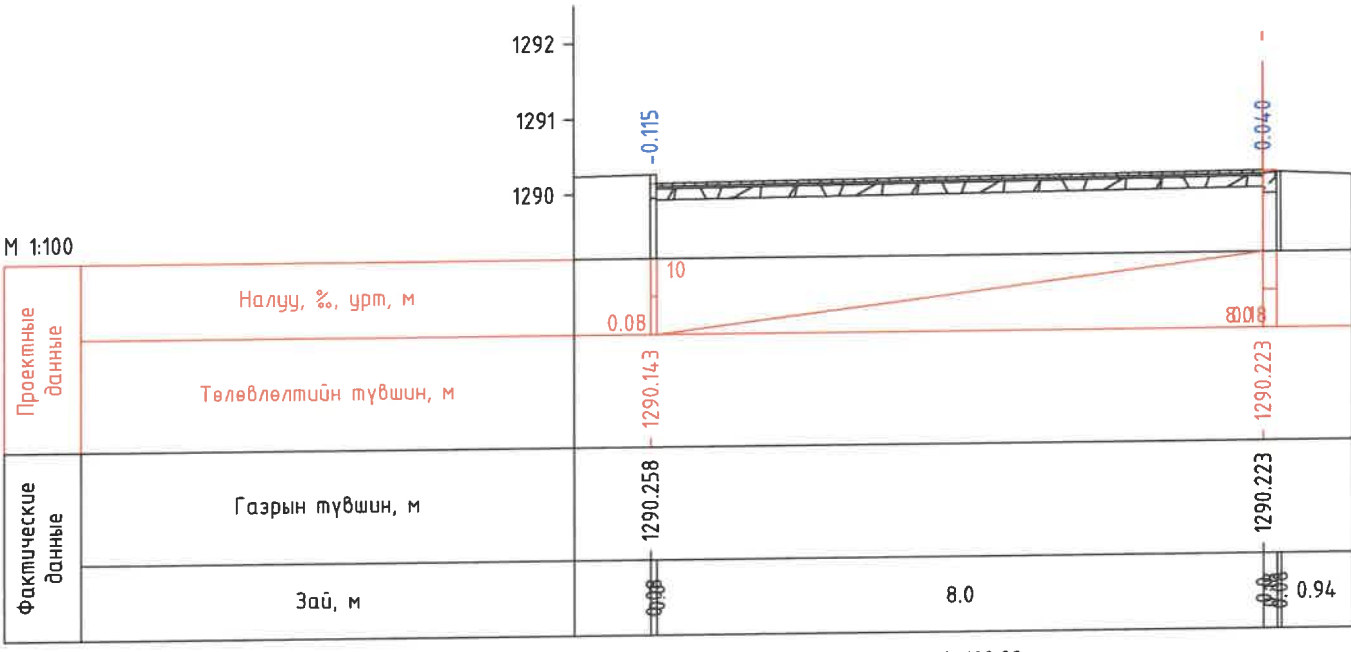 1292
1291
1290
-0.115
0.040
М 1:100
Проектные
данные
Налуу, ‰, урт, м
10
0.08
Төлөвлөлтийн түвшин, м
1290.143
1290.223
Фактические
данные
Газрын түвшин, м
1290.258
1290.223
Зай, м
8.0
0.94